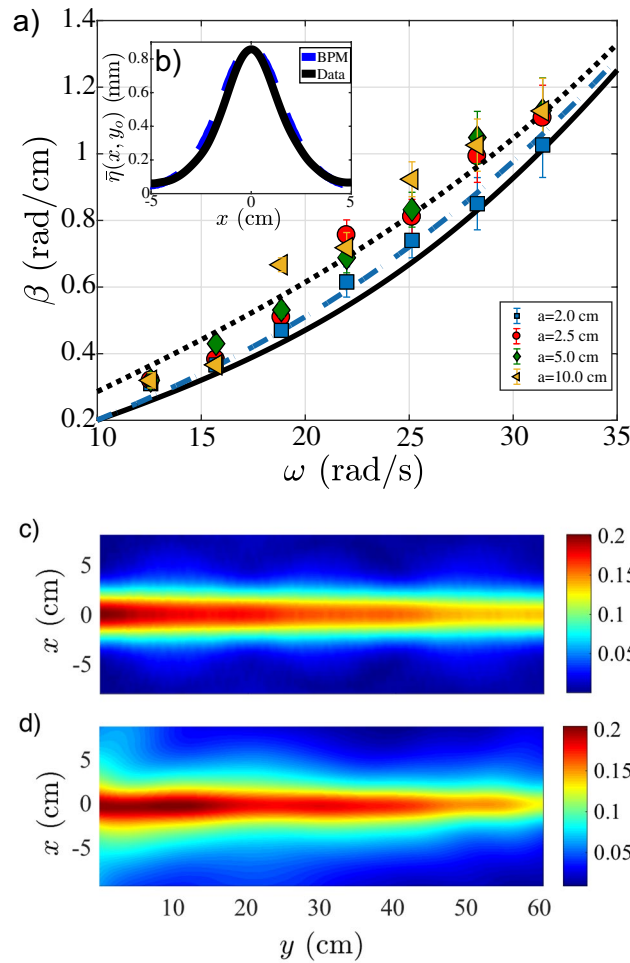 a)
1.4
1.2
1
0.8
0.6
0.4
0.2
β (rad/cm)
10
15
20
25
30
35
ω (rad/s)
b)
BPM
Data
0.8
0.6
0.4
0.2
0
η̄(x, y₀) (mm)
-5
0
5
x (cm)
a=2.0 cm
a=2.5 cm
a=5.0 cm
a=10.0 cm
c)
5
0
-5
x (cm)
0.2
0.15
0.1
0.05
d)
5
0
-5
x (cm)
0.2
0.15
0.1
0.05
10
20
30
40
50
60
y (cm)